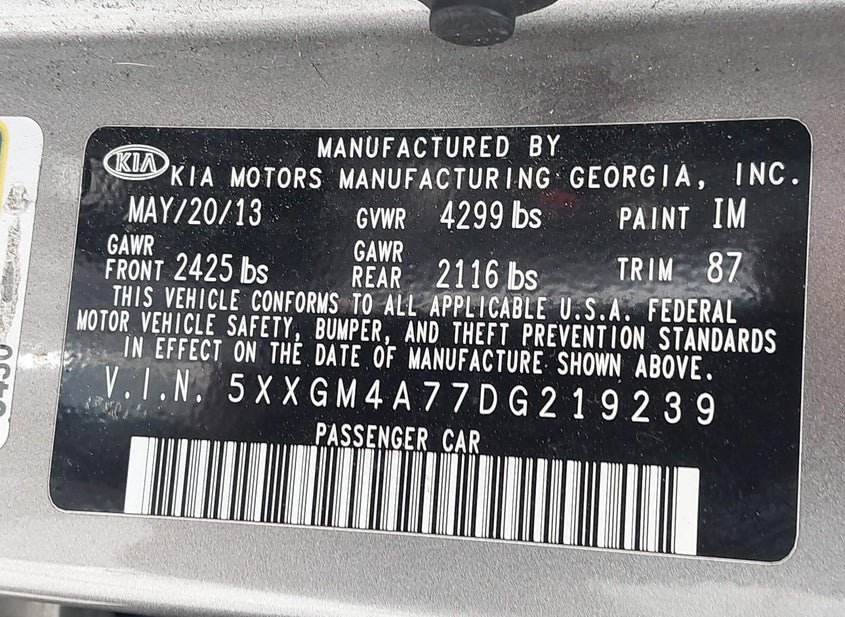 MANUFACTURED BY
KIA
KIA MOTORS MANUFACTURING GEORGIA, INC.
MAY/20/13 GVWR 4299 lbs PAINT IM
GAWR FRONT 2425 lbs GAWR REAR 2116 lbs TRIM 87
THIS VEHICLE CONFORMS TO ALL APPLICABLE U.S.A. FEDERAL
MOTOR VEHICLE SAFETY, BUMPER, AND THEFT PREVENTION STANDARDS
IN EFFECT ON THE DATE OF MANUFACTURE SHOWN ABOVE.
V.I.N. 5XXGM4A77DG219239
PASSENGER CAR